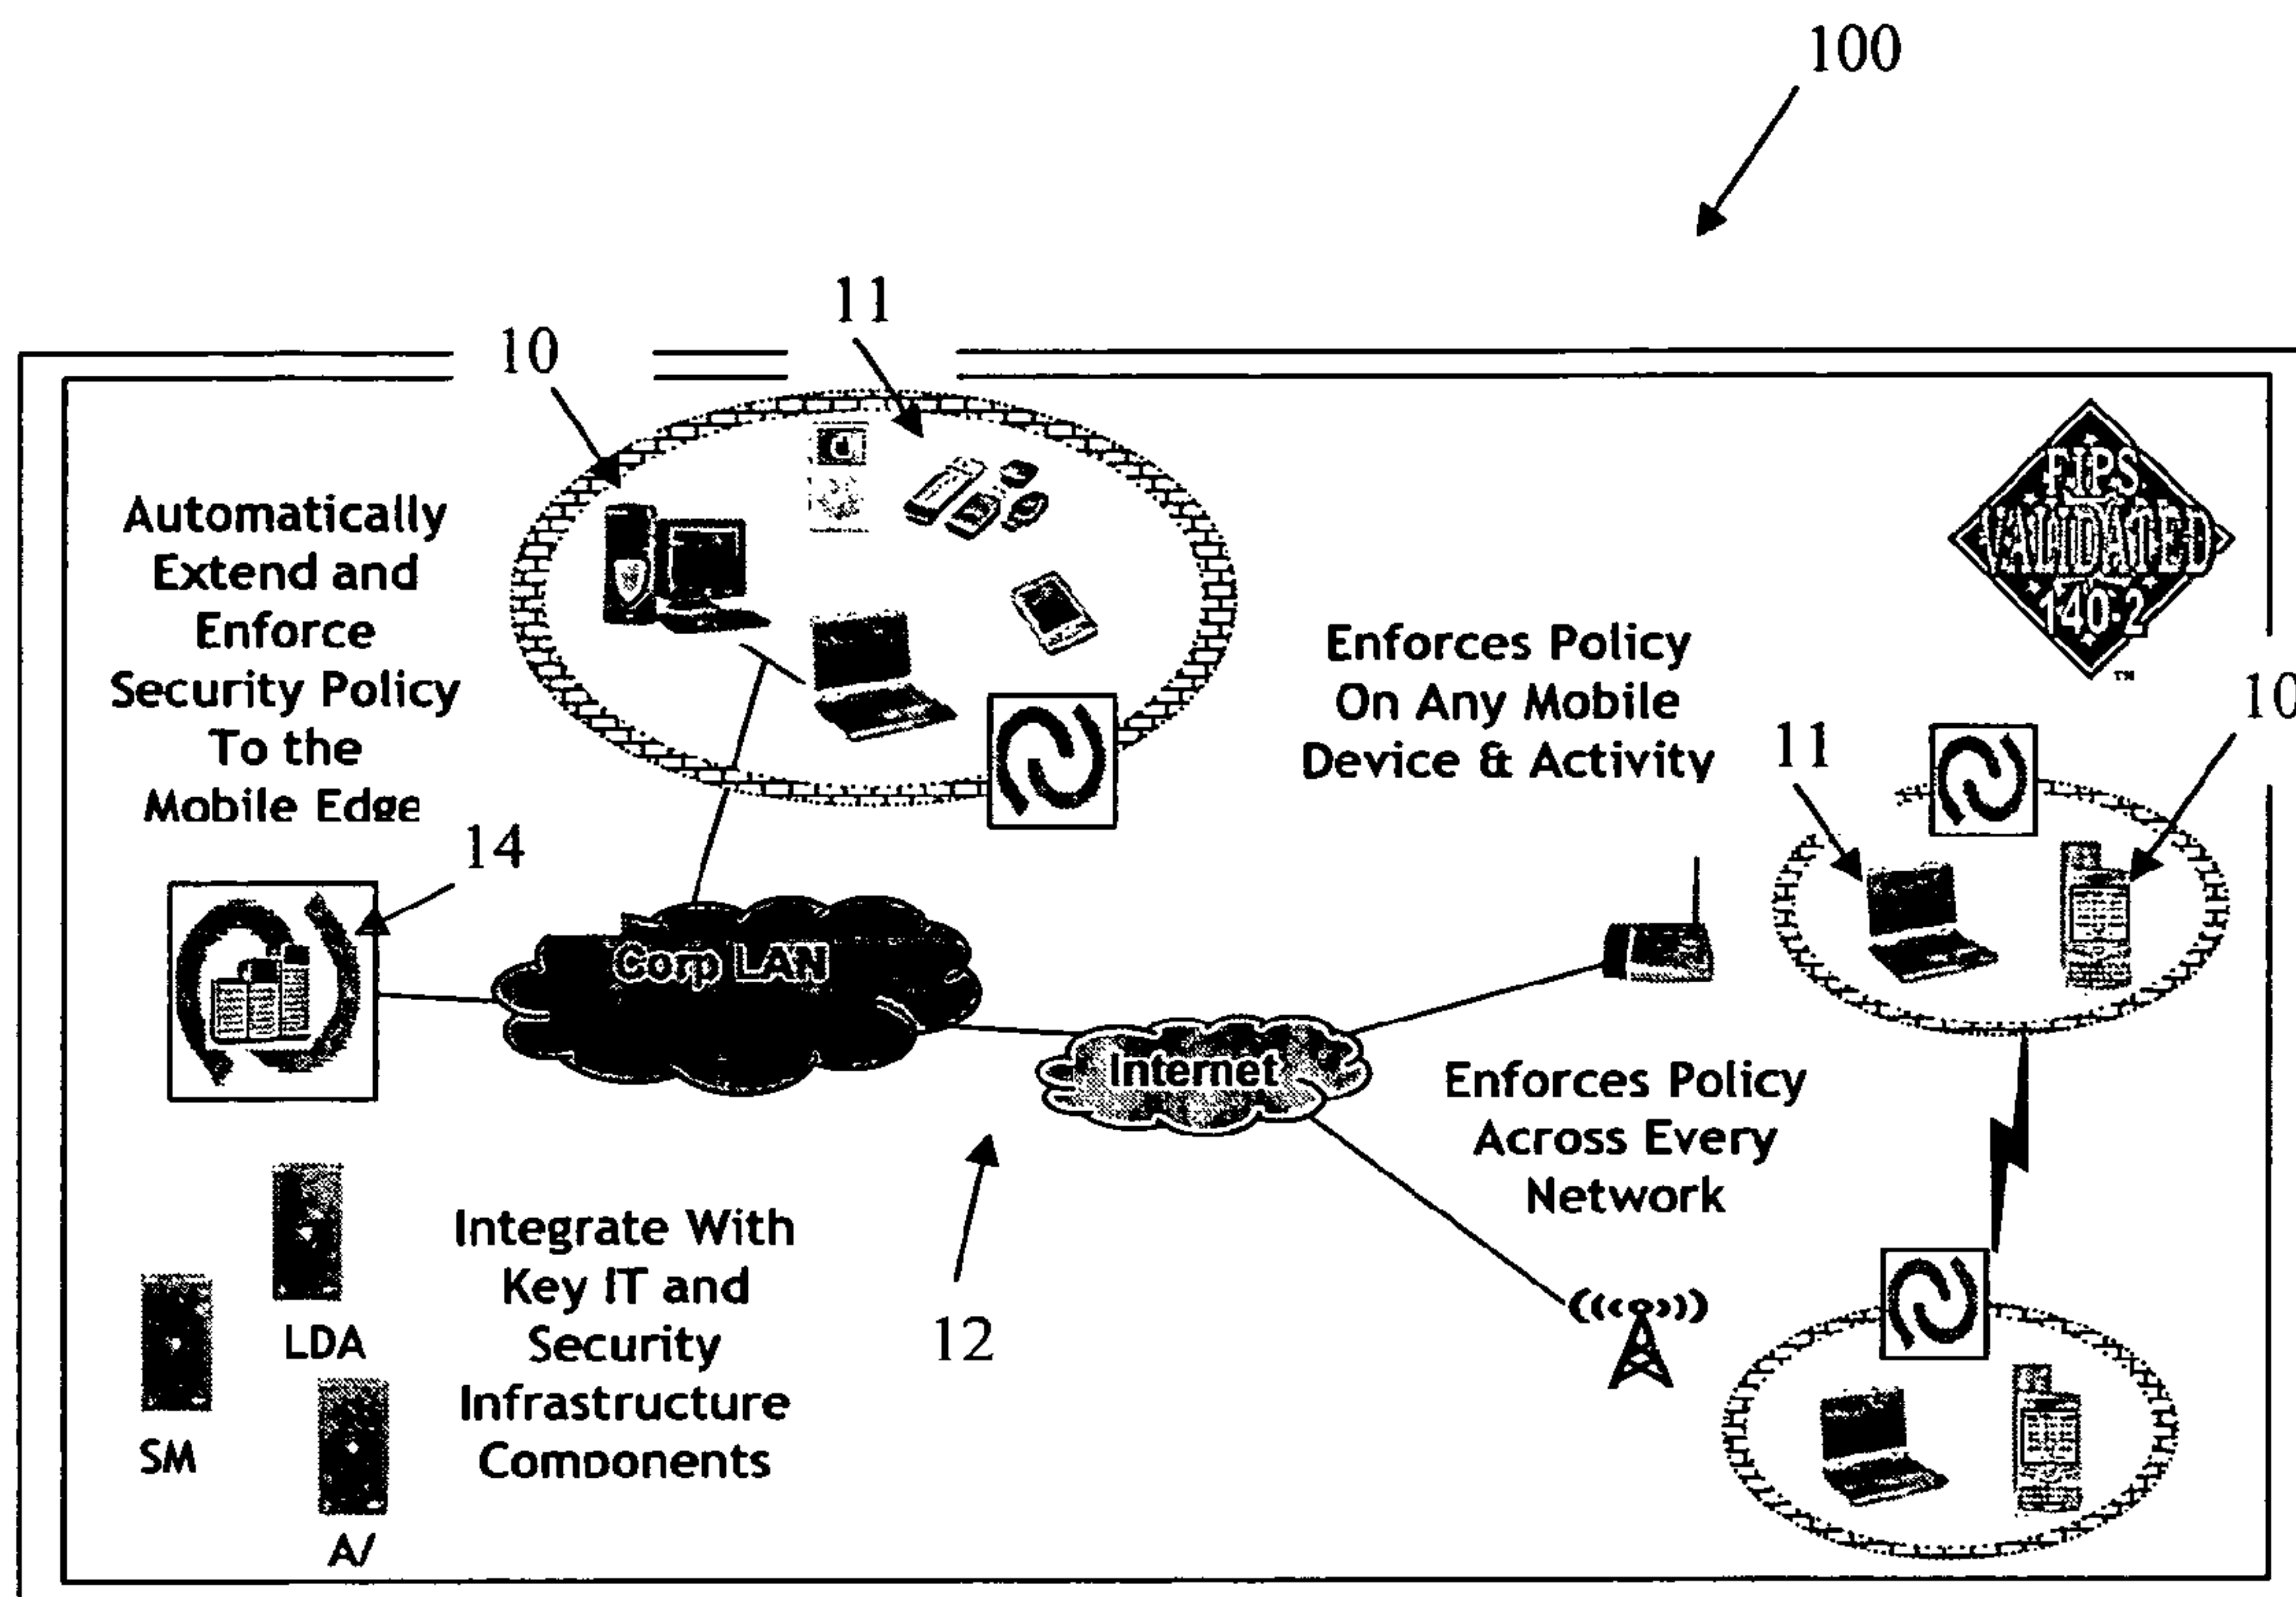 100
11
10
Automatically
Extend and
Enforce
Security Policy
To the
Mobile Edge
FIPS
VALIDATED
140-2
TM
Enforces Policy
On Any Mobile
Device & Activity
10
11
14
Corp LAN
Internet
Enforces Policy
Across Every
Network
12
Integrate With
Key IT and
Security
Infrastructure
Components
LDA
SM
A/